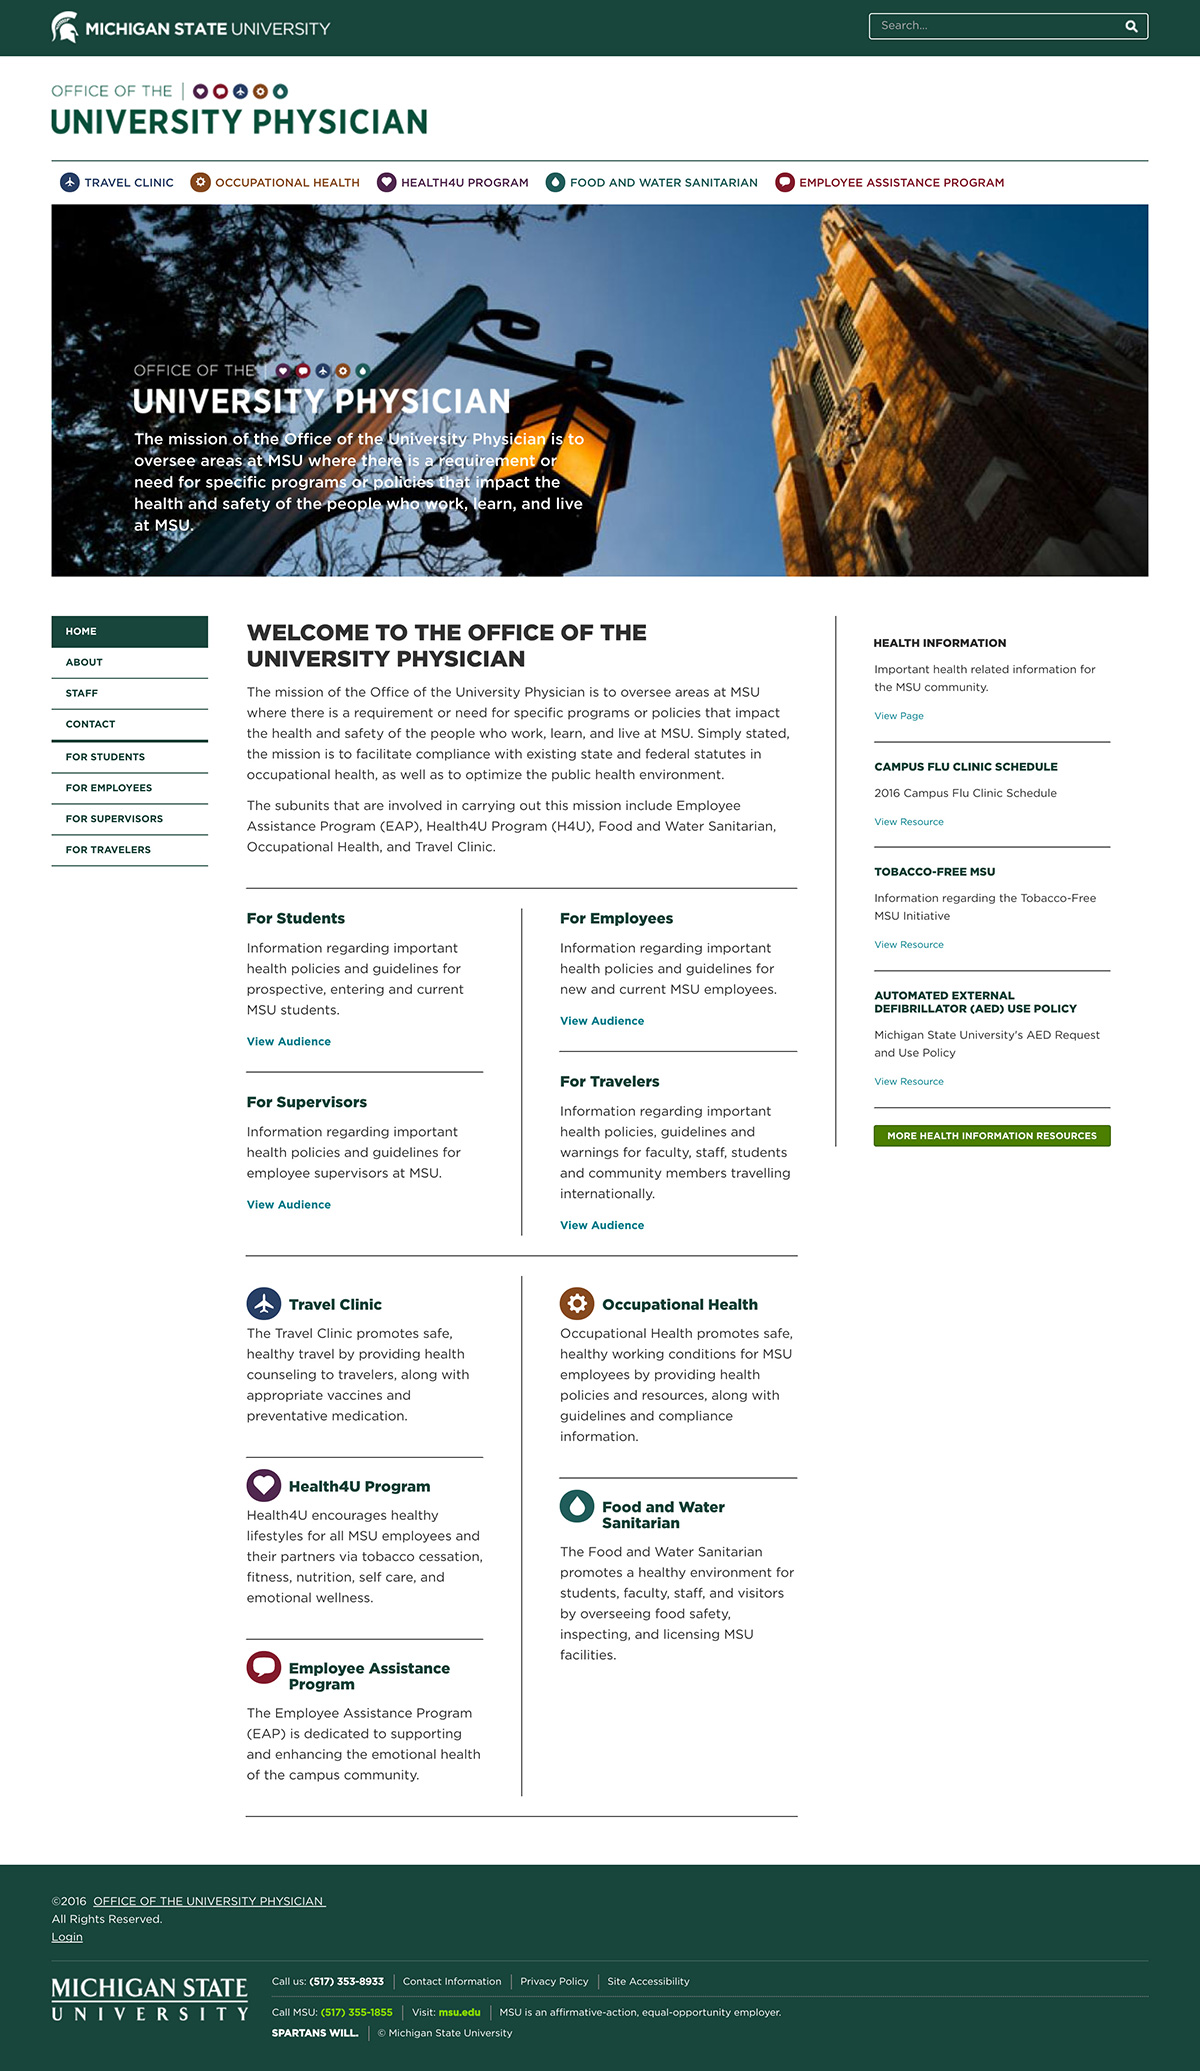 MICHIGAN STATE UNIVERSITY
Search...
OFFICE OF THE
UNIVERSITY PHYSICIAN
TRAVEL CLINIC
OCCUPATIONAL HEALTH
HEALTH4U PROGRAM
FOOD AND WATER SANITARIAN
EMPLOYEE ASSISTANCE PROGRAM
OFFICE OF THE
UNIVERSITY PHYSICIAN
The mission of the Office of the University Physician is to
oversee areas at MSU where there is a requirement or
need for specific programs or policies that impact the
health and safety of the people who work, learn, and live
at MSU.
HOME
ABOUT
STAFF
CONTACT
FOR STUDENTS
FOR EMPLOYEES
FOR SUPERVISORS
FOR TRAVELERS
WELCOME TO THE OFFICE OF THE
UNIVERSITY PHYSICIAN
The mission of the Office of the University Physician is to oversee areas at MSU
where there is a requirement or need for specific programs or policies that impact
the health and safety of the people who work, learn, and live at MSU. Simply stated,
the mission is to facilitate compliance with existing state and federal statutes in
occupational health, as well as to optimize the public health environment.
The subunits that are involved in carrying out this mission include Employee
Assistance Program (EAP), Health4U Program (H4U), Food and Water Sanitarian,
Occupational Health, and Travel Clinic.
For Students
Information regarding important
health policies and guidelines for
prospective, entering and current
MSU students.
View Audience
For Supervisors
Information regarding important
health policies and guidelines for
employee supervisors at MSU.
View Audience
For Employees
Information regarding important
health policies and guidelines for
new and current MSU employees.
View Audience
For Travelers
Information regarding important
health policies, guidelines and
warnings for faculty, staff, students
and community members travelling
internationally.
View Audience
Travel Clinic
The Travel Clinic promotes safe,
healthy travel by providing health
counseling to travelers, along with
appropriate vaccines and
preventative medication.
Health4U Program
Health4U encourages healthy
lifestyles for all MSU employees and
their partners via tobacco cessation,
fitness, nutrition, self care, and
emotional wellness.
Employee Assistance
Program
The Employee Assistance Program
(EAP) is dedicated to supporting
and enhancing the emotional health
of the campus community.
Occupational Health
Occupational Health promotes safe,
healthy working conditions for MSU
employees by providing health
policies and resources, along with
guidelines and compliance
information.
Food and Water
Sanitarian
The Food and Water Sanitarian
promotes a healthy environment for
students, faculty, staff, and visitors
by overseeing food safety,
inspecting, and licensing MSU
facilities.
HEALTH INFORMATION
Important health related information for
the MSU community.
View Page
CAMPUS FLU CLINIC SCHEDULE
2016 Campus Flu Clinic Schedule
View Resource
TOBACCO-FREE MSU
Information regarding the Tobacco-Free
MSU Initiative
View Resource
AUTOMATED EXTERNAL
DEFIBRILLATOR (AED) USE POLICY
Michigan State University's AED Request
and Use Policy
View Resource
MORE HEALTH INFORMATION RESOURCES
©2016 OFFICE OF THE UNIVERSITY PHYSICIAN
All Rights Reserved.
Login
MICHIGAN STATE
UNIVERSITY
Call us: (517) 353-8933 | Contact Information | Privacy Policy | Site Accessibility
Call MSU: (517) 355-1855 | Visit: msu.edu | MSU is an affirmative-action, equal-opportunity employer.
SPARTANS WILL. | © Michigan State University